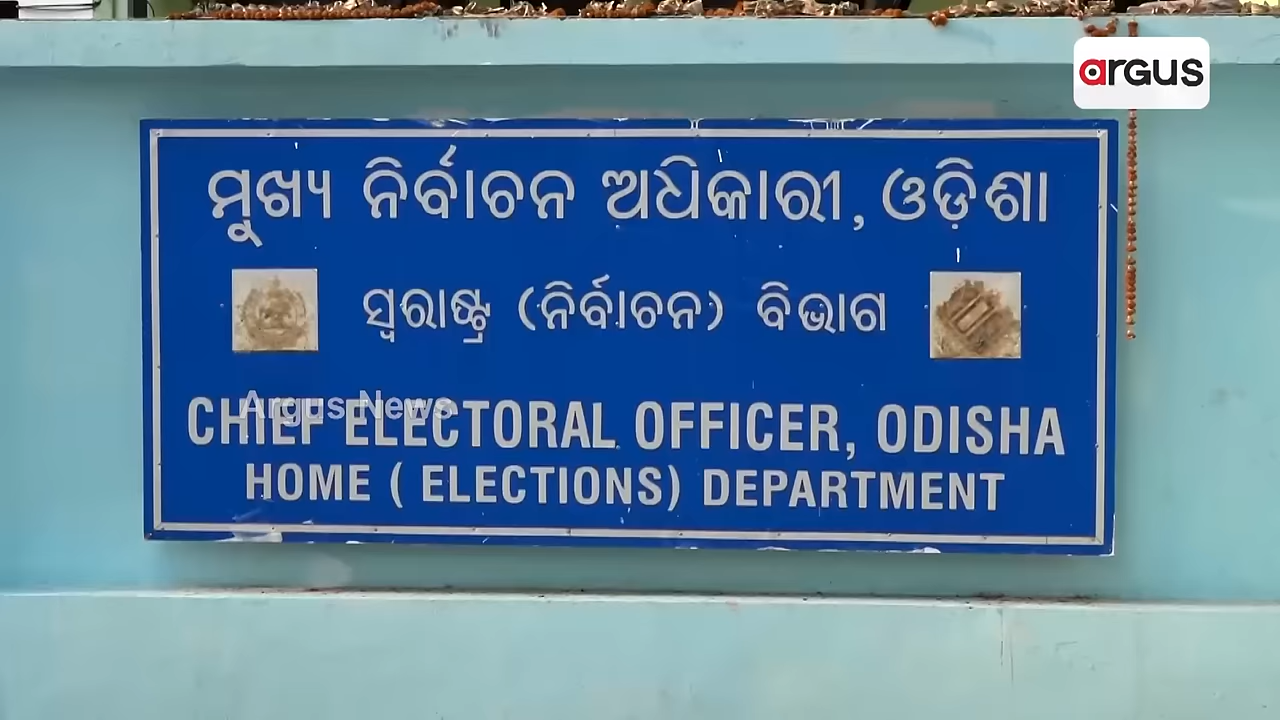 argus
ମୁଖ୍ୟ ନିର୍ବାଚନ ଅଧିକାରୀ, ଓଡ଼ିଶା
ସ୍ୱରାଷ୍ଟ୍ର (ନିର୍ବାଚନ) ବିଭାଗ
Argus News
CHIEF ELECTORAL OFFICER, ODISHA
HOME ( ELECTIONS) DEPARTMENT